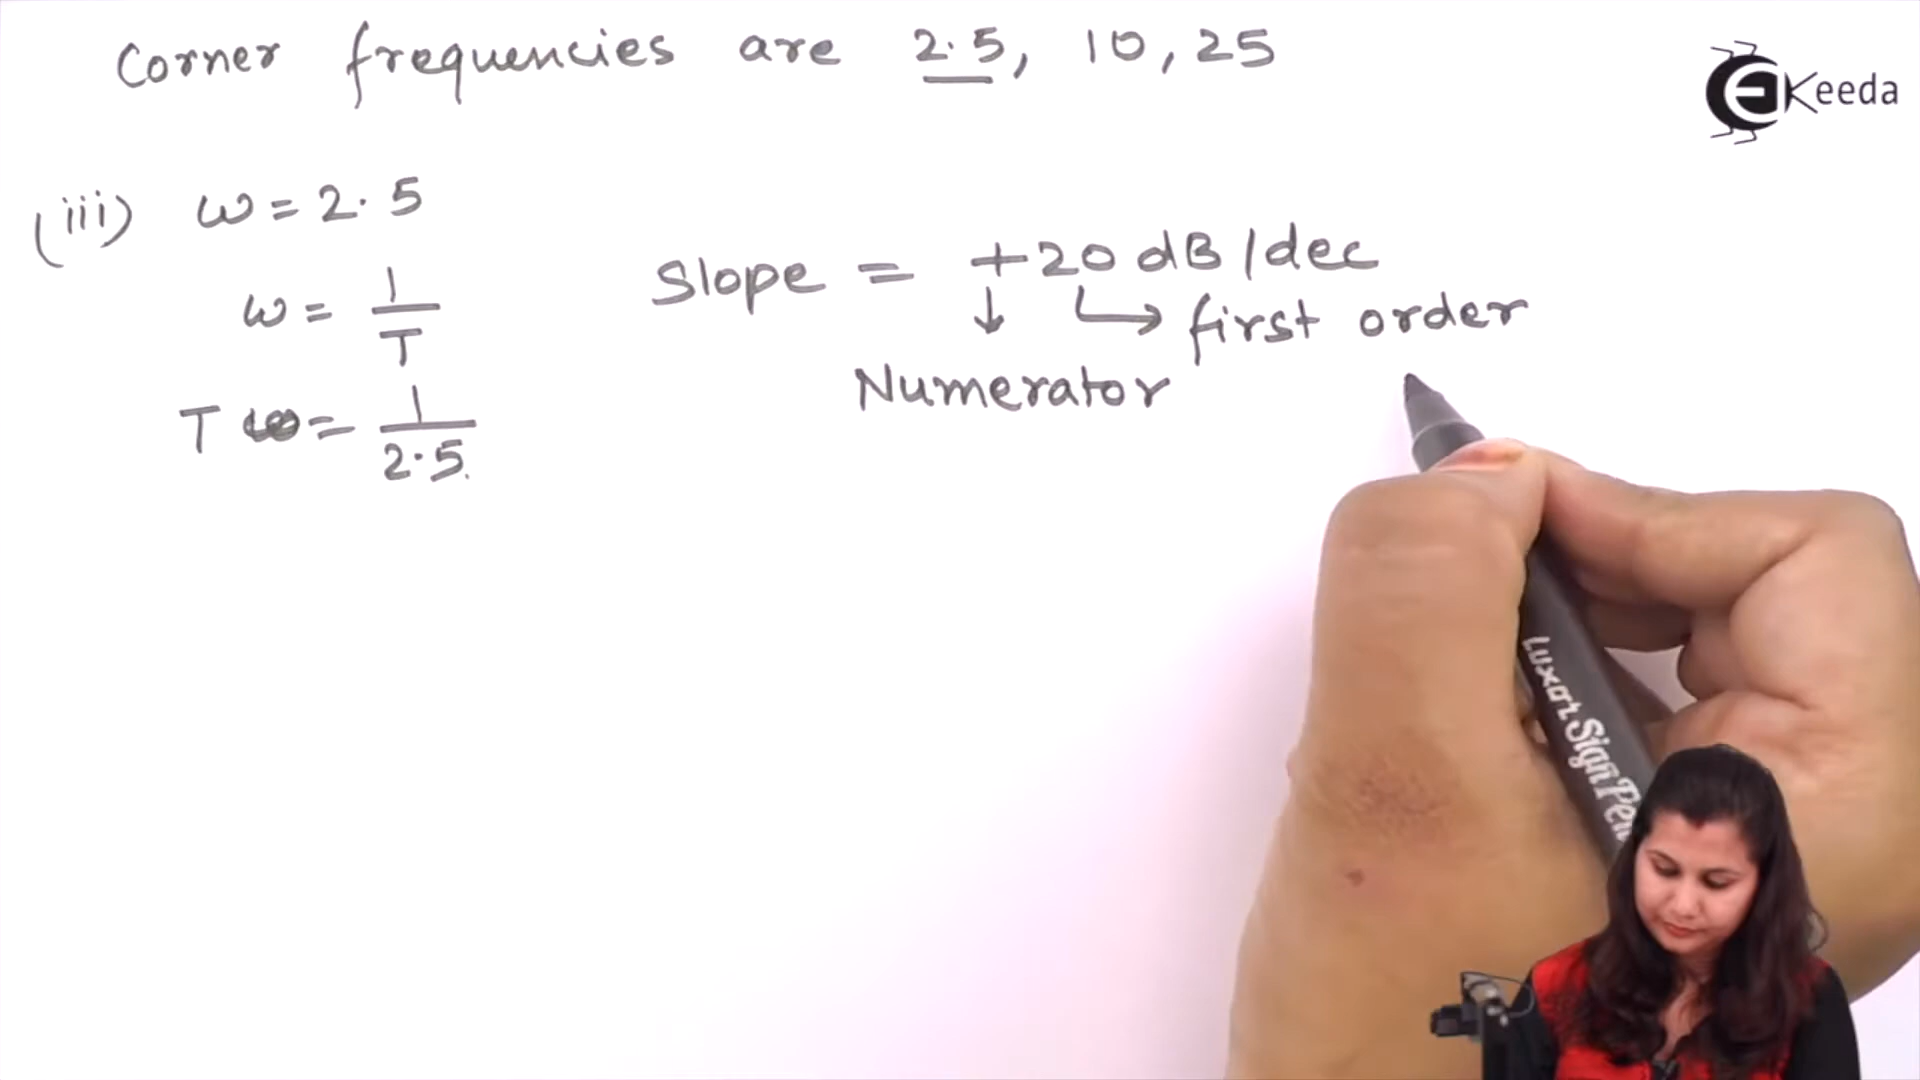 Corner frequencies are 2.5, 10, 25
Keeda
(iii) ω = 2.5
Slope = +20 dB/dec
ω = 1/T
↓ ↳ first order
Numerator
T = 1/2.5
Luxor Sign Pen